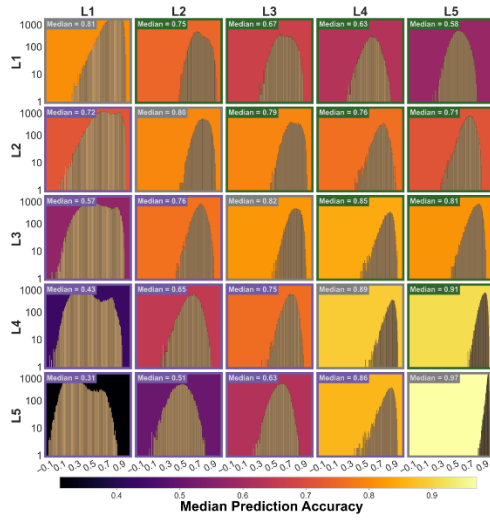 L1 L2 L3 L4 L5
L1
1000
100
10
1
Median = 0.81
Median = 0.75
Median = 0.67
Median = 0.63
Median = 0.58
L2
1000
100
10
1
Median = 0.72
Median = 0.79
Median = 0.76
Median = 0.71
L3
1000
100
10
1
Median = 0.57
Median = 0.76
Median = 0.82
Median = 0.85
Median = 0.81
L4
1000
100
10
1
Median = 0.43
Median = 0.65
Median = 0.75
Median = 0.89
Median = 0.91
L5
1000
100
10
1
Median = 0.31
Median = 0.51
Median = 0.63
Median = 0.86
Median = 0.97
-0.1 0.1 0.3 0.5 0.7 0.9
-0.1 0.1 0.3 0.5 0.7 0.9
-0.1 0.1 0.3 0.5 0.7 0.9
-0.1 0.1 0.3 0.5 0.7 0.9
-0.1 0.1 0.3 0.5 0.7 0.9
0.4 0.5 0.6 0.7 0.8 0.9
Median Prediction Accuracy